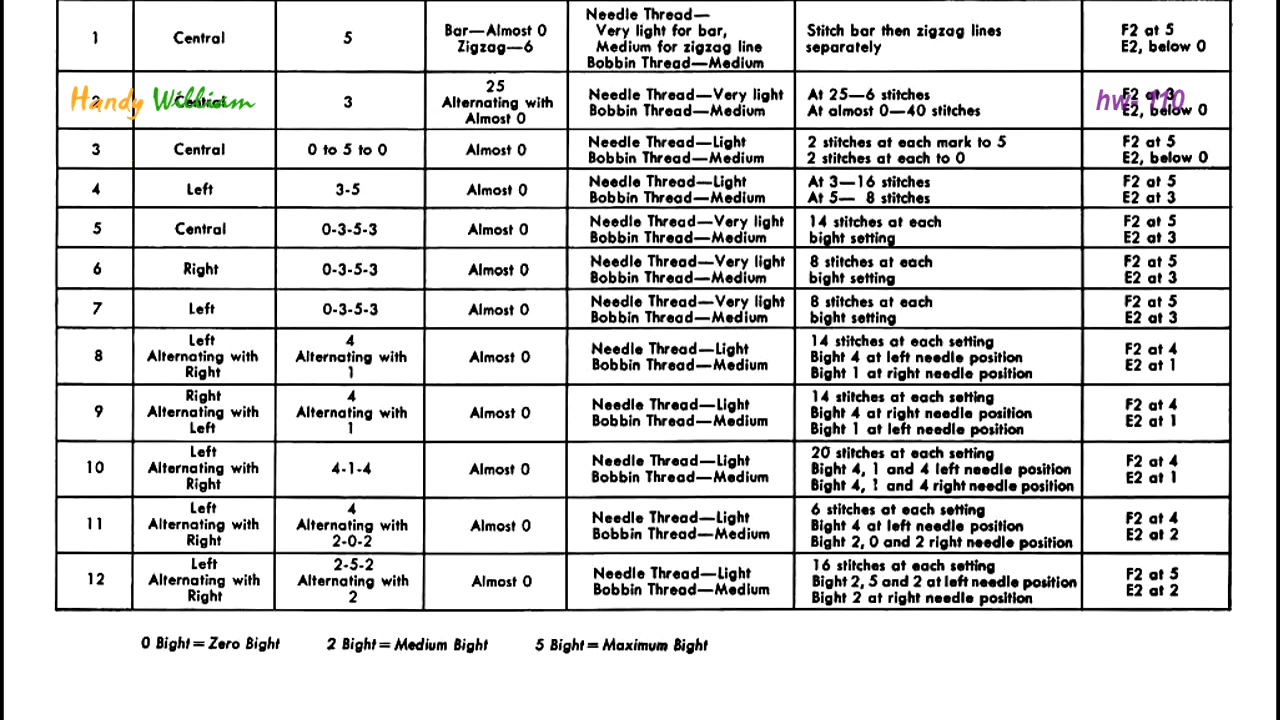 1
Central
5
Bar—Almost 0
Zigzag—6
Needle Thread—
Very light for bar,
Medium for zigzag line
Bobbin Thread—Medium
Stitch bar then zigzag lines
separately
F2 at 5
E2, below 0
Handy William
2
Central
3
25
Alternating with
Almost 0
Needle Thread—Very light
Bobbin Thread—Medium
At 25—6 stitches
At almost 0—40 stitches
hw- 110
F2 at 3
E2, below 0
3
Central
0 to 5 to 0
Almost 0
Needle Thread—Light
Bobbin Thread—Medium
2 stitches at each mark to 5
2 stitches at each to 0
F2 at 5
E2, below 0
4
Left
3-5
Almost 0
Needle Thread—Light
Bobbin Thread—Medium
At 3—16 stitches
At 5— 8 stitches
F2 at 5
E2 at 3
5
Central
0-3-5-3
Almost 0
Needle Thread—Very light
Bobbin Thread—Medium
14 stitches at each
bight setting
F2 at 5
E2 at 3
6
Right
0-3-5-3
Almost 0
Needle Thread—Very light
Bobbin Thread—Medium
8 stitches at each
bight setting
F2 at 5
E2 at 3
7
Left
0-3-5-3
Almost 0
Needle Thread—Very light
Bobbin Thread—Medium
8 stitches at each
bight setting
F2 at 5
E2 at 3
8
Left
Alternating with
Right
4
Alternating with
1
Almost 0
Needle Thread—Light
Bobbin Thread—Medium
14 stitches at each setting
Bight 4 at left needle position
Bight 1 at right needle position
F2 at 4
E2 at 1
9
Right
Alternating with
Left
4
Alternating with
1
Almost 0
Needle Thread—Light
Bobbin Thread—Medium
14 stitches at each setting
Bight 4 at right needle position
Bight 1 at left needle position
F2 at 4
E2 at 1
10
Left
Alternating with
Right
4-1-4
Almost 0
Needle Thread—Light
Bobbin Thread—Medium
20 stitches at each setting
Bight 4, 1 and 4 left needle position
Bight 4, 1 and 4 right needle position
F2 at 4
E2 at 1
11
Left
Alternating with
Right
4
Alternating with
2-0-2
Almost 0
Needle Thread—Light
Bobbin Thread—Medium
6 stitches at each setting
Bight 4 at left needle position
Bight 2, 0 and 2 right needle position
F2 at 4
E2 at 2
12
Left
Alternating with
Right
2-5-2
Alternating with
2
Almost 0
Needle Thread—Light
Bobbin Thread—Medium
16 stitches at each setting
Bight 2, 5 and 2 at left needle position
Bight 2 at right needle position
F2 at 5
E2 at 2
0 Bight = Zero Bight 2 Bight = Medium Bight 5 Bight = Maximum Bight